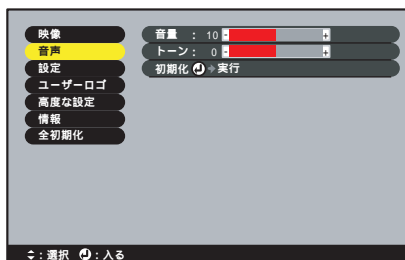 映像
音声
設定
ユーザーロゴ
高度な設定
情報
全初期化
音量 : 10 - +
トーン : 0 - +
初期化 実行
: 選択 : 入る